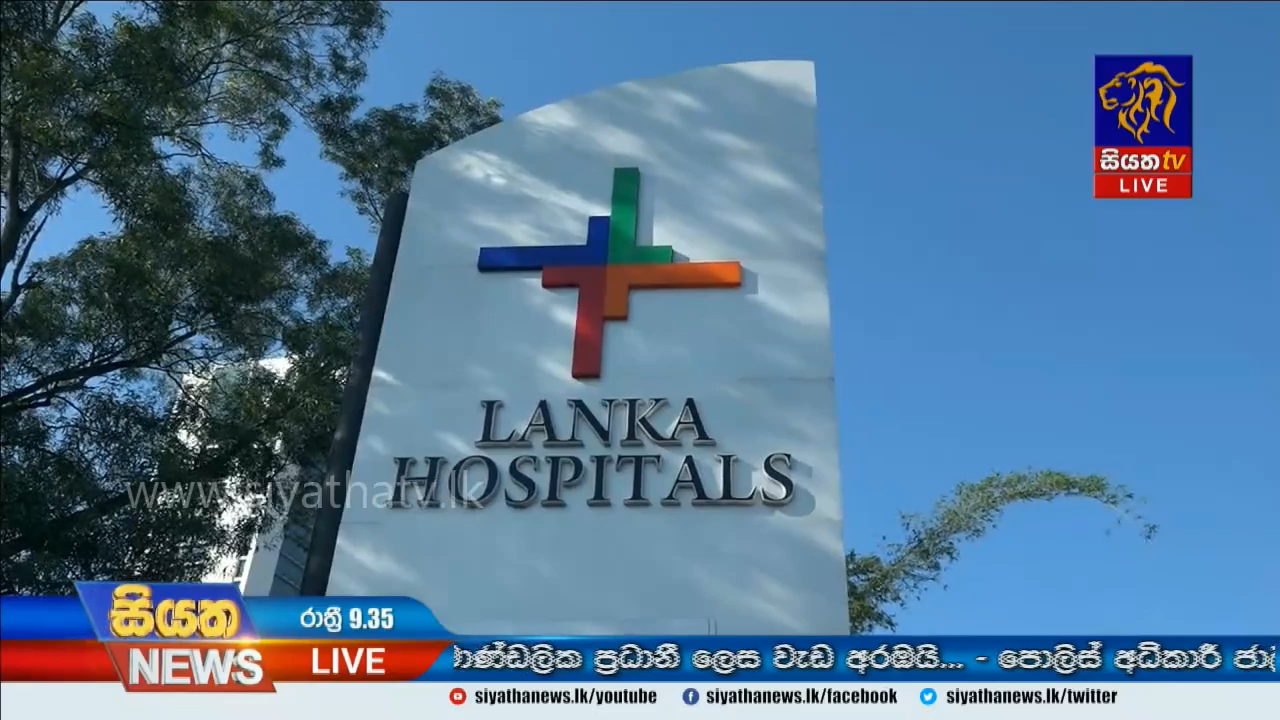 සියත tv
LIVE
LANKA
HOSPITALS
www.siyathatv.lk
සියත
NEWS
රාත්‍රී 9.35
LIVE
ප්‍රධානී ලෙස වැඩ අරඹයි... - පොලිස් අධිකාරී
siyathanews.lk/youtube
siyathanews.lk/facebook
siyathanews.lk/twitter